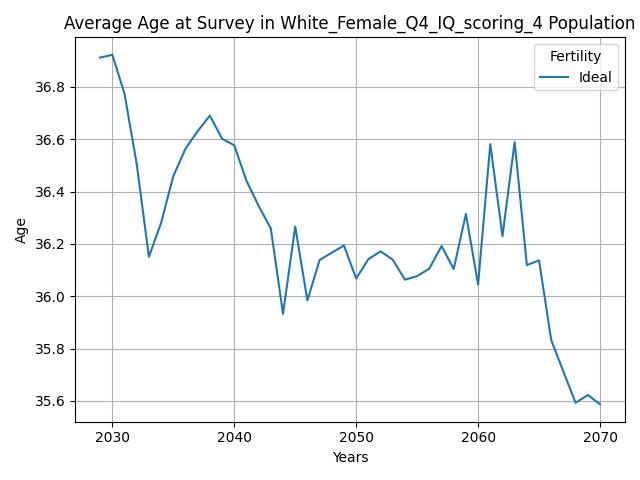 Average Age at Survey in White_Female_Q4_IQ_scoring_4 Population
Fertility
Ideal
36.8
36.6
36.4
36.2
36.0
35.8
35.6
Age
2030 2040 2050 2060 2070
Years